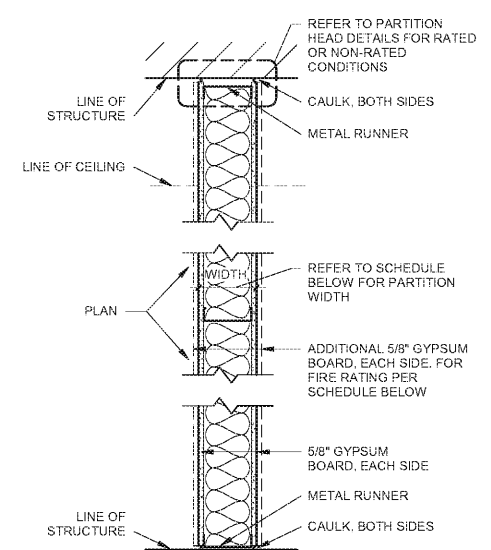 REFER TO PARTITION
HEAD DETAILS FOR RATED
OR NON-RATED
CONDITIONS
LINE OF
STRUCTURE
CAULK, BOTH SIDES
METAL RUNNER
LINE OF CEILING
WIDTH
REFER TO SCHEDULE
BELOW FOR PARTITION
WIDTH
PLAN
ADDITIONAL 5/8" GYPSUM
BOARD, EACH SIDE. FOR
FIRE RATING PER
SCHEDULE BELOW
5/8" GYPSUM
BOARD, EACH SIDE
METAL RUNNER
LINE OF
STRUCTURE
CAULK, BOTH SIDES